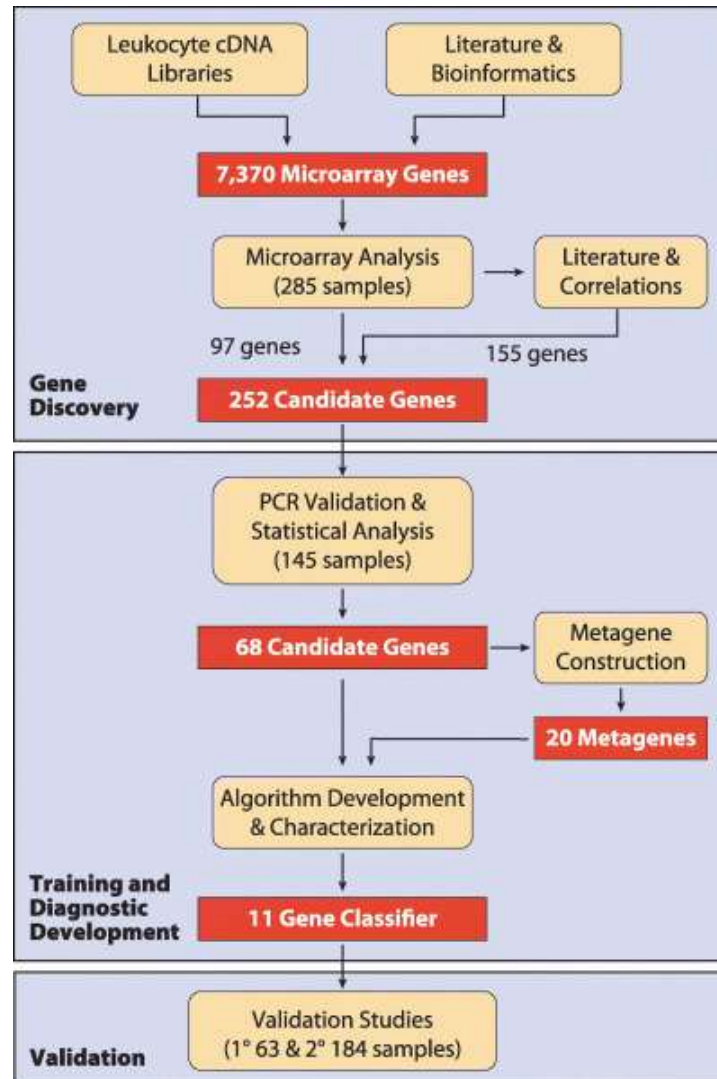 Leukocyte cDNA
Libraries
Literature &
Bioinformatics
7,370 Microarray Genes
Microarray Analysis
(285 samples)
Literature &
Correlations
97 genes
155 genes
Gene
Discovery
252 Candidate Genes
PCR Validation &
Statistical Analysis
(145 samples)
68 Candidate Genes
Metagene
Construction
20 Metagenes
Algorithm Development
& Characterization
Training and
Diagnostic
Development
11 Gene Classifier
Validation Studies
(1° 63 & 2° 184 samples)
Validation